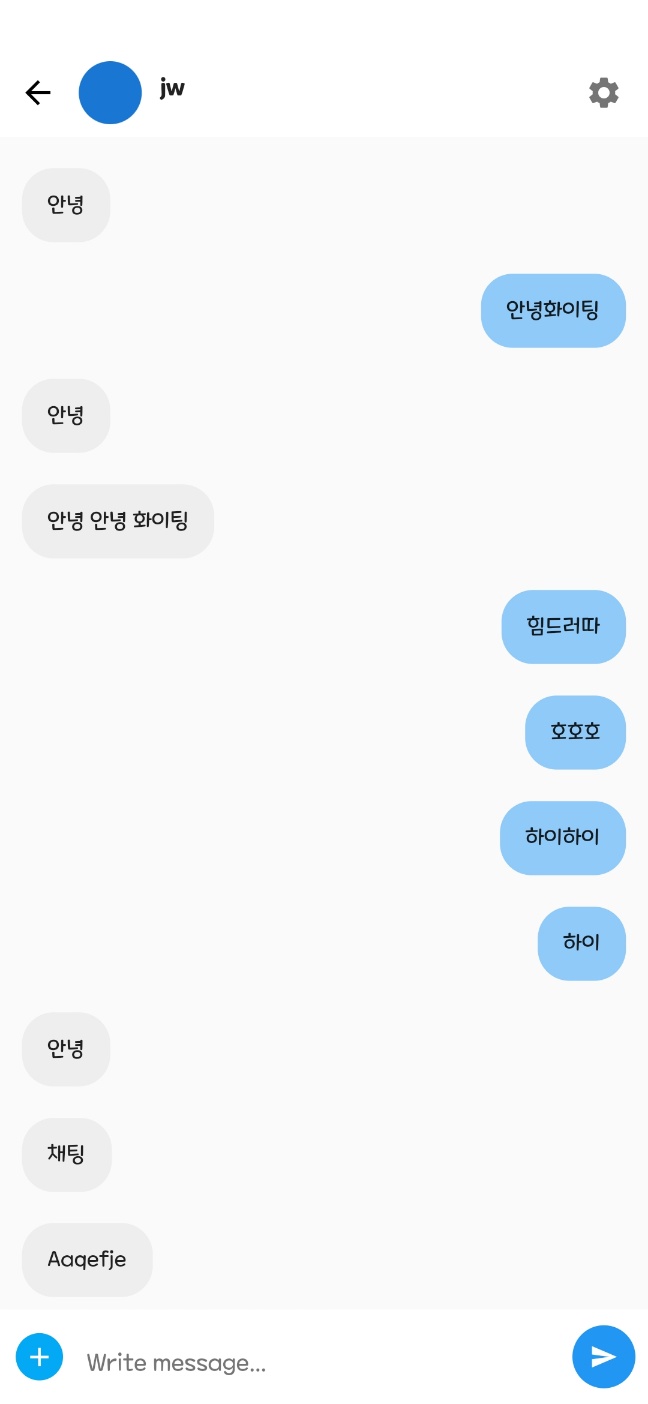 jw
안녕
안녕화이팅
안녕
안녕 안녕 화이팅
힘드러따
호호호
하이하이
하이
안녕
채팅
Aaqefje
Write message...